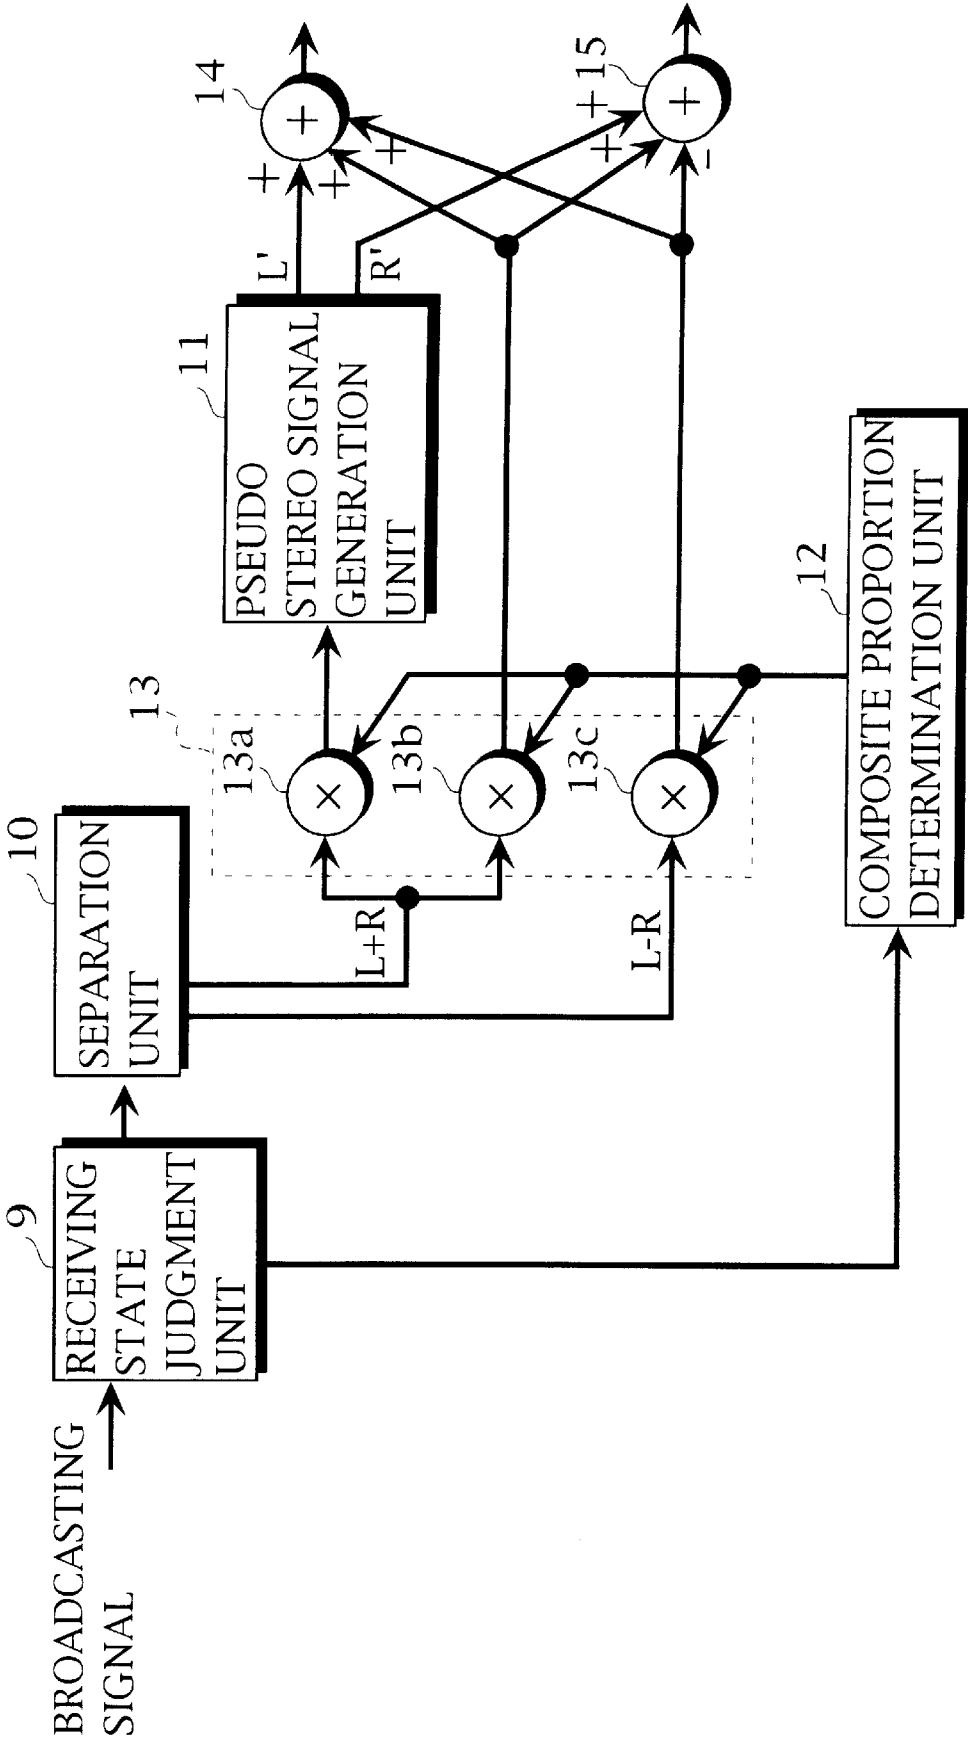 BROADCASTING
SIGNAL
9
RECEIVING
STATE
JUDGMENT
UNIT
10
SEPARATION
UNIT
L+R
L-R
13
13a
×
13b
×
13c
×
11
PSEUDO
STEREO SIGNAL
GENERATION
UNIT
L'
R'
12
COMPOSITE PROPORTION
DETERMINATION UNIT
14
+
+
+
+
15
+
+
+
-